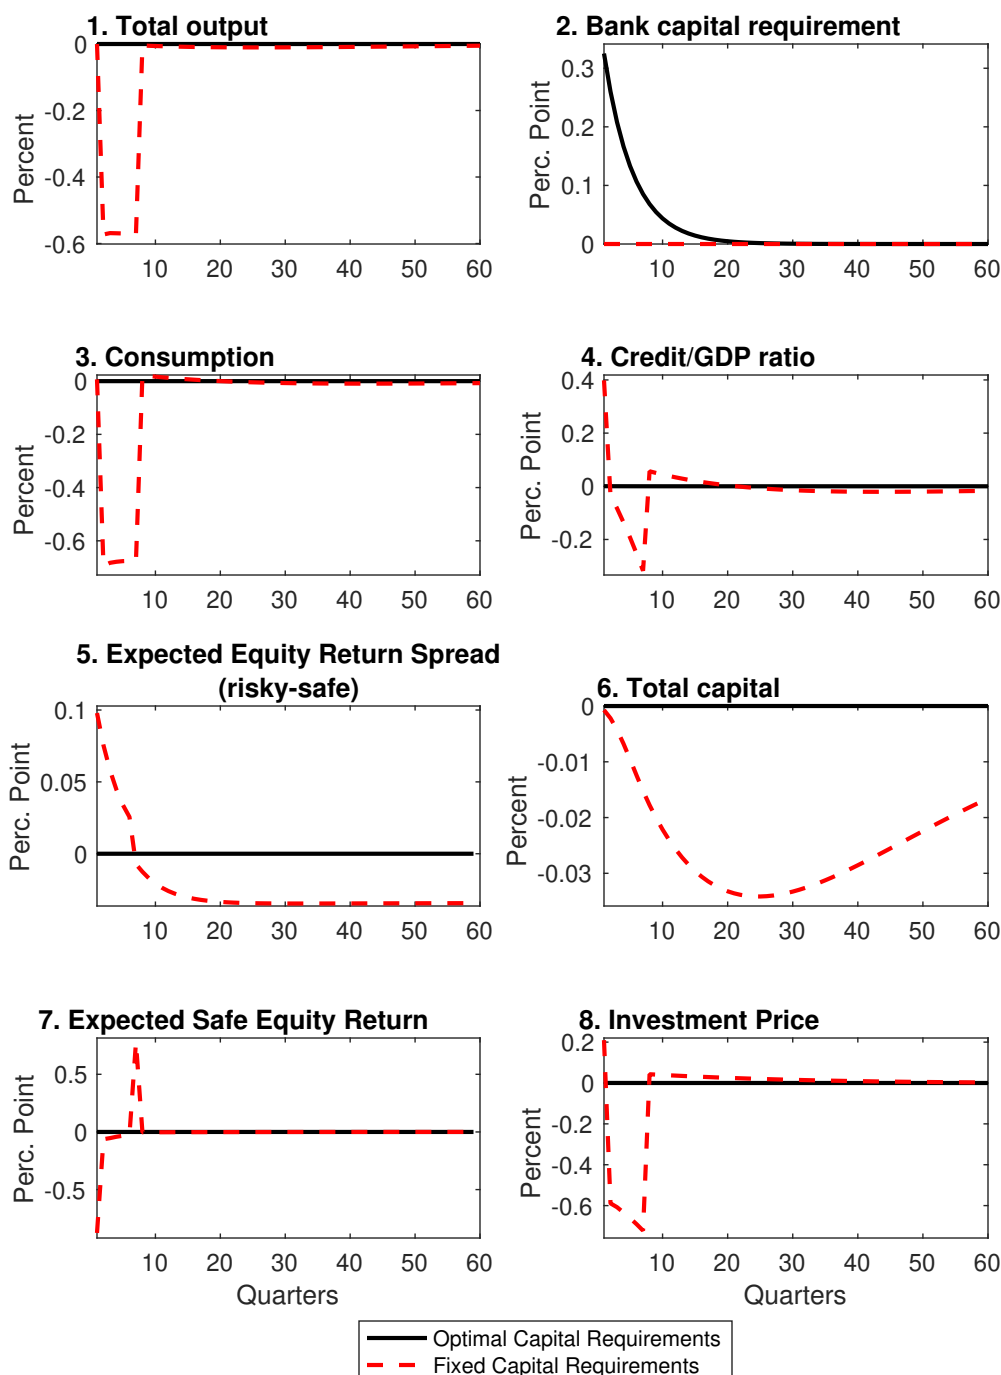 1. Total output
Percent
0
-0.2
-0.4
-0.6
10 20 30 40 50 60
2. Bank capital requirement
Perc. Point
0.3
0.2
0.1
0
10 20 30 40 50 60
3. Consumption
Percent
0
-0.2
-0.4
-0.6
10 20 30 40 50 60
4. Credit/GDP ratio
Perc. Point
0.4
0.2
0
-0.2
10 20 30 40 50 60
5. Expected Equity Return Spread
(risky-safe)
Perc. Point
0.1
0.05
0
10 20 30 40 50 60
6. Total capital
Percent
0
-0.01
-0.02
-0.03
10 20 30 40 50 60
7. Expected Safe Equity Return
Perc. Point
0.5
0
-0.5
10 20 30 40 50 60
Quarters
8. Investment Price
Percent
0.2
0
-0.2
-0.4
-0.6
10 20 30 40 50 60
Quarters
Optimal Capital Requirements
Fixed Capital Requirements